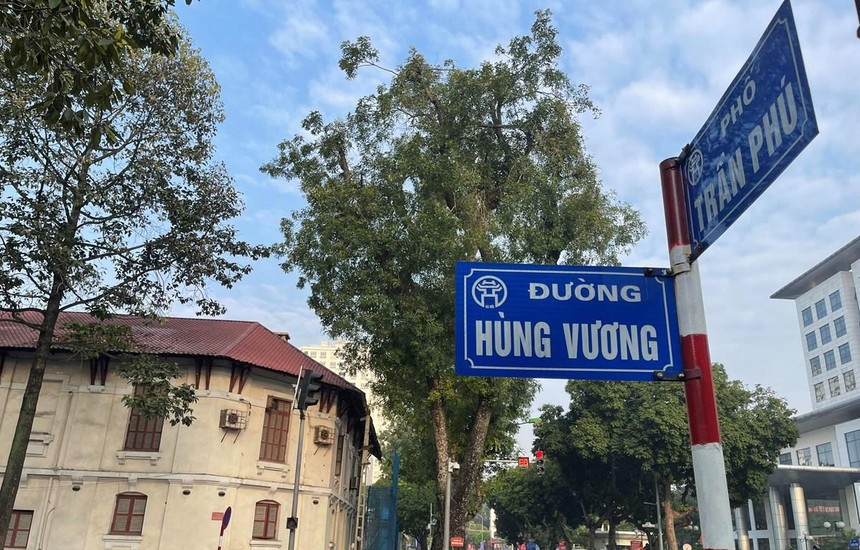 ĐƯỜNG
HÙNG VƯƠNG
PHỐ
TRẦN PHÚ